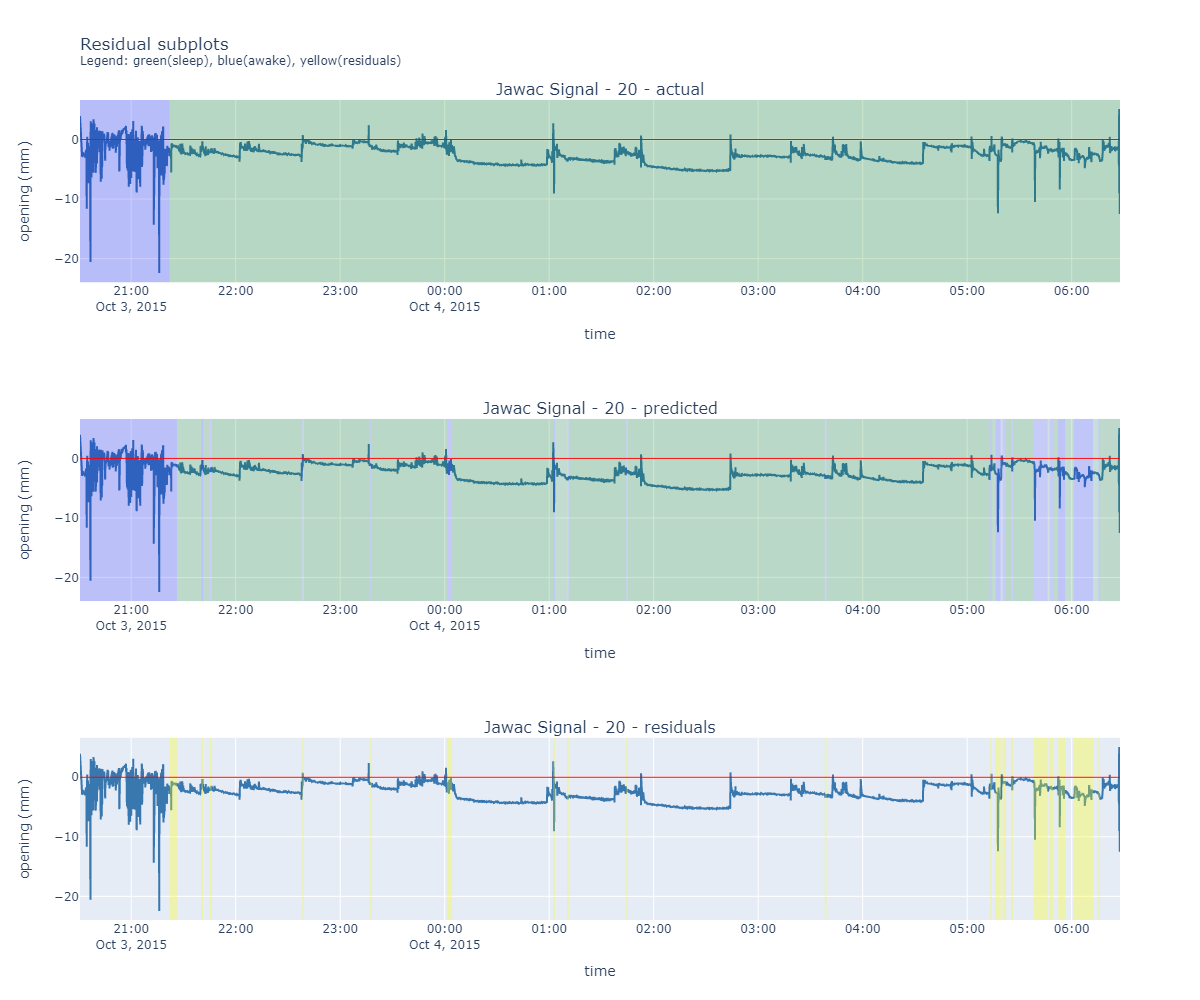 Residual subplots
Legend: green(sleep), blue(awake), yellow(residuals)
Jawac Signal - 20 - actual
opening (mm)
0
−10
−20
21:00 22:00 23:00 00:00 01:00 02:00 03:00 04:00 05:00 06:00
Oct 3, 2015 Oct 4, 2015
time
Jawac Signal - 20 - predicted
opening (mm)
0
−10
−20
21:00 22:00 23:00 00:00 01:00 02:00 03:00 04:00 05:00 06:00
Oct 3, 2015 Oct 4, 2015
time
Jawac Signal - 20 - residuals
opening (mm)
0
−10
−20
21:00 22:00 23:00 00:00 01:00 02:00 03:00 04:00 05:00 06:00
Oct 3, 2015 Oct 4, 2015
time